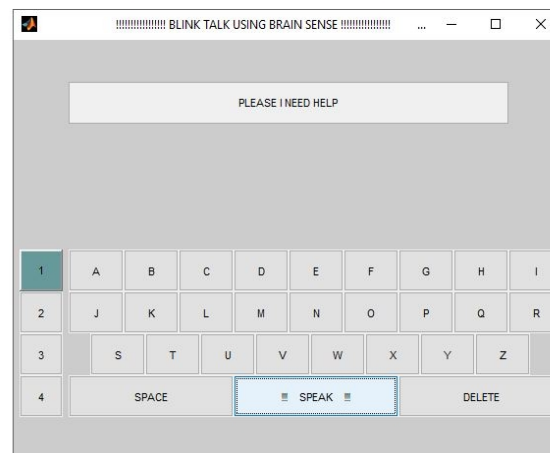 !!!!!!!!!!!!!!!!! BLINK TALK USING BRAIN SENSE !!!!!!!!!!!!!!!!! ...
PLEASE I NEED HELP
1 A B C D E F G H I
2 J K L M N O P Q R
3 S T U V W X Y Z
4 SPACE ≡ SPEAK ≡ DELETE